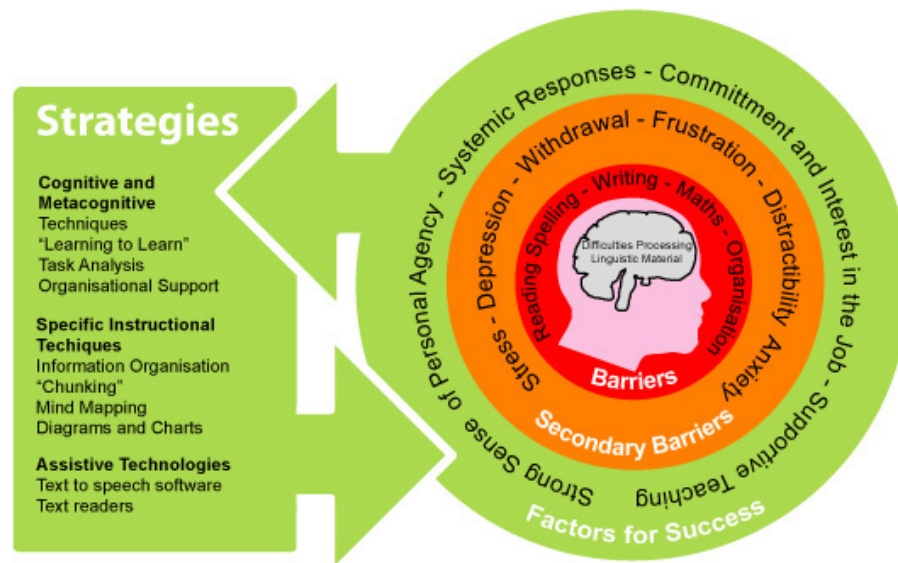 Strategies
Cognitive and
Metacognitive
Techniques
“Learning to Learn”
Task Analysis
Organisational Support
Specific Instructional
Techiques
Information Organisation
“Chunking”
Mind Mapping
Diagrams and Charts
Assistive Technologies
Text to speech software
Text readers
Strong Sense of Personal Agency - Systemic Responses - Committment and Interest in the Job - Supportive Teaching
Factors for Success
Stress - Depression - Withdrawal - Frustration - Distractibility Anxiety
Secondary Barriers
Reading Spelling - Writing - Maths - Organisation
Barriers
Difficulties Processing
Linguistic Material